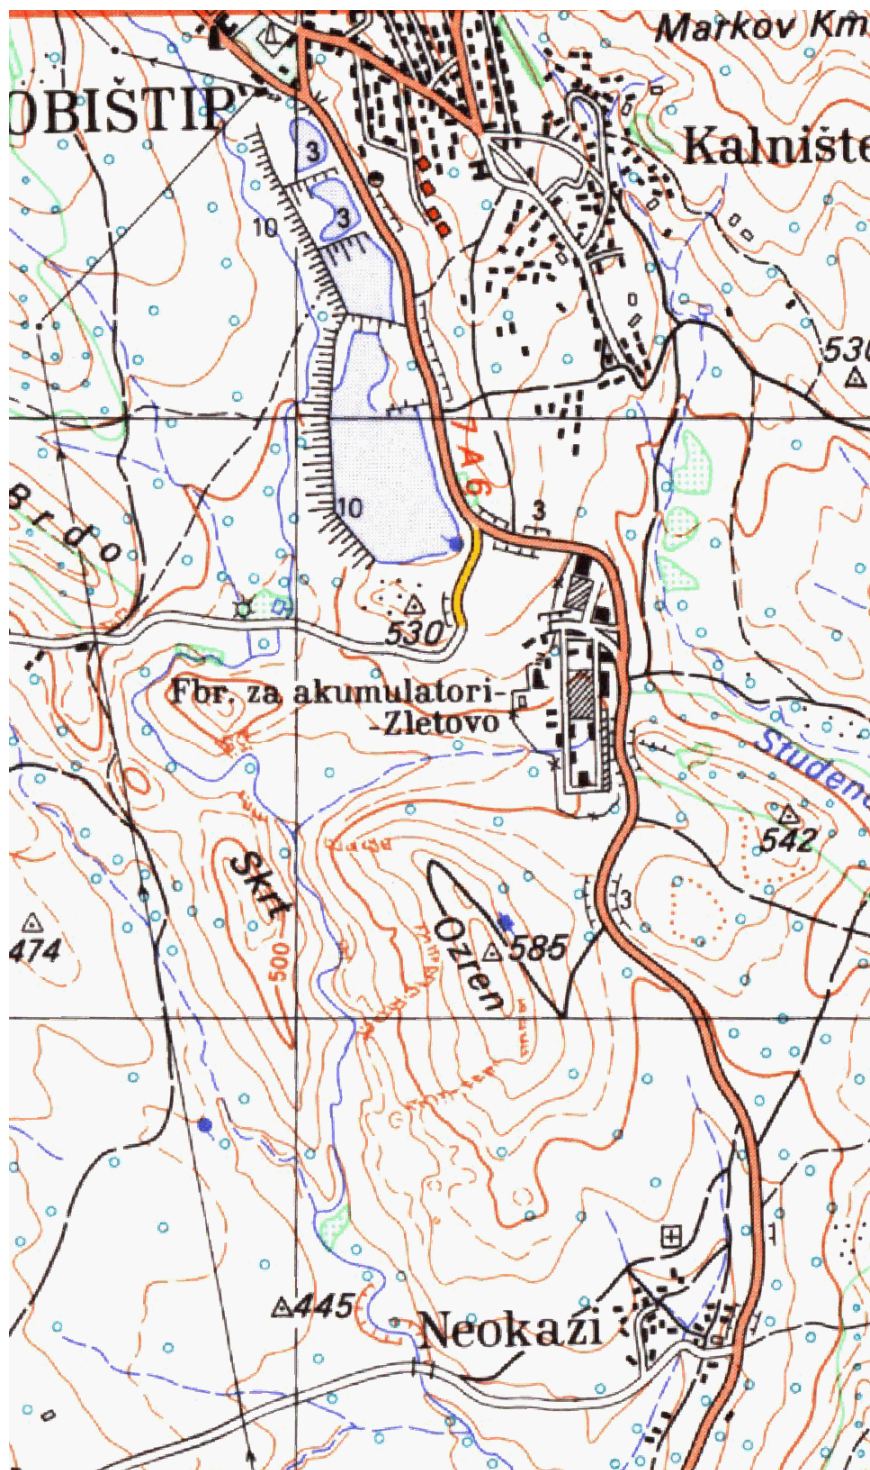 Markov Km
OBIŠTIP
3
Kalnište
3
10
530
7A6
Brdo
10
3
530
Fbr. za akumulatori-
-Zletovo
Studen
542
Skrt
3
Ozren
585
474
500
445
Neokazi